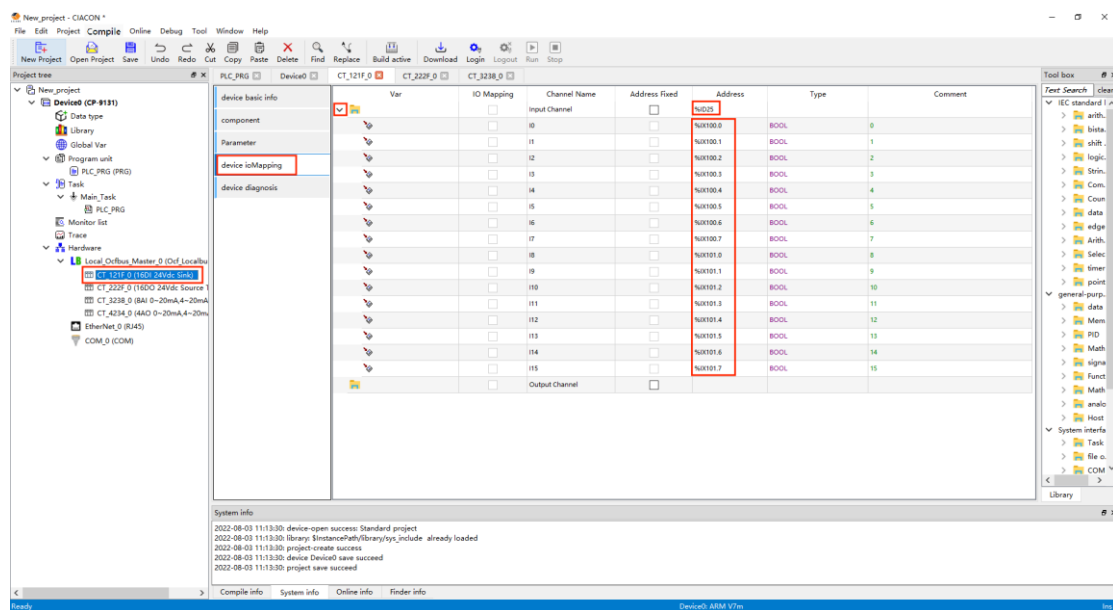 New_project - CIACON *
File Edit Project Compile Online Debug Tool Window Help
New Project Open Project Save Undo Redo Cut Copy Paste Delete Find Replace Build active Download Login Logout Run Stop
Project tree
New_project
Device0 (CP-9131)
Data type
Library
Global Var
Program unit
PLC_PRG (PRG)
Task
Main_Task
PLC_PRG
Monitor list
Trace
Hardware
Local_Ocfbus_Master_0 (Ocf_Localbu
CT_121F_0 (16DI 24Vdc Sink)
CT_222F_0 (16DO 24Vdc Source
CT_3238_0 (8AI 0~20mA,4~20mA
CT_4234_0 (4AO 0~20mA,4~20m
EtherNet_0 (RJ45)
COM_0 (COM)
PLC_PRG Device0 CT_121F_0 CT_222F_0 CT_3238_0
device basic info
component
Parameter
device ioMapping
device diagnosis
Var IO Mapping Channel Name Address Fixed Address Type Comment
Input Channel %ID25
I0 %IX100.0 BOOL 0
I1 %IX100.1 BOOL 1
I2 %IX100.2 BOOL 2
I3 %IX100.3 BOOL 3
I4 %IX100.4 BOOL 4
I5 %IX100.5 BOOL 5
I6 %IX100.6 BOOL 6
I7 %IX100.7 BOOL 7
I8 %IX101.0 BOOL 8
I9 %IX101.1 BOOL 9
I10 %IX101.2 BOOL 10
I11 %IX101.3 BOOL 11
I12 %IX101.4 BOOL 12
I13 %IX101.5 BOOL 13
I14 %IX101.6 BOOL 14
I15 %IX101.7 BOOL 15
Output Channel
Tool box
Text Search clear
IEC standard l
arith.
bista.
shift .
logic.
Strin.
Com.
Coun
data
edge
Arith.
Selec
timer
point
general-purp.
data
Mem
PID
Math
signa
Funct
Math
analo
Host
System interfa
Task
file o.
COM
Library
System info
2022-08-03 11:13:30: device-open success: Standard project
2022-08-03 11:13:30: library: $InstancePath/library/sys_include already loaded
2022-08-03 11:13:30: project-create success
2022-08-03 11:13:30: device Device0 save succeed
2022-08-03 11:13:30: project save succeed
Compile info System info Online info Finder info
Ready Device0: ARM V7m Ins